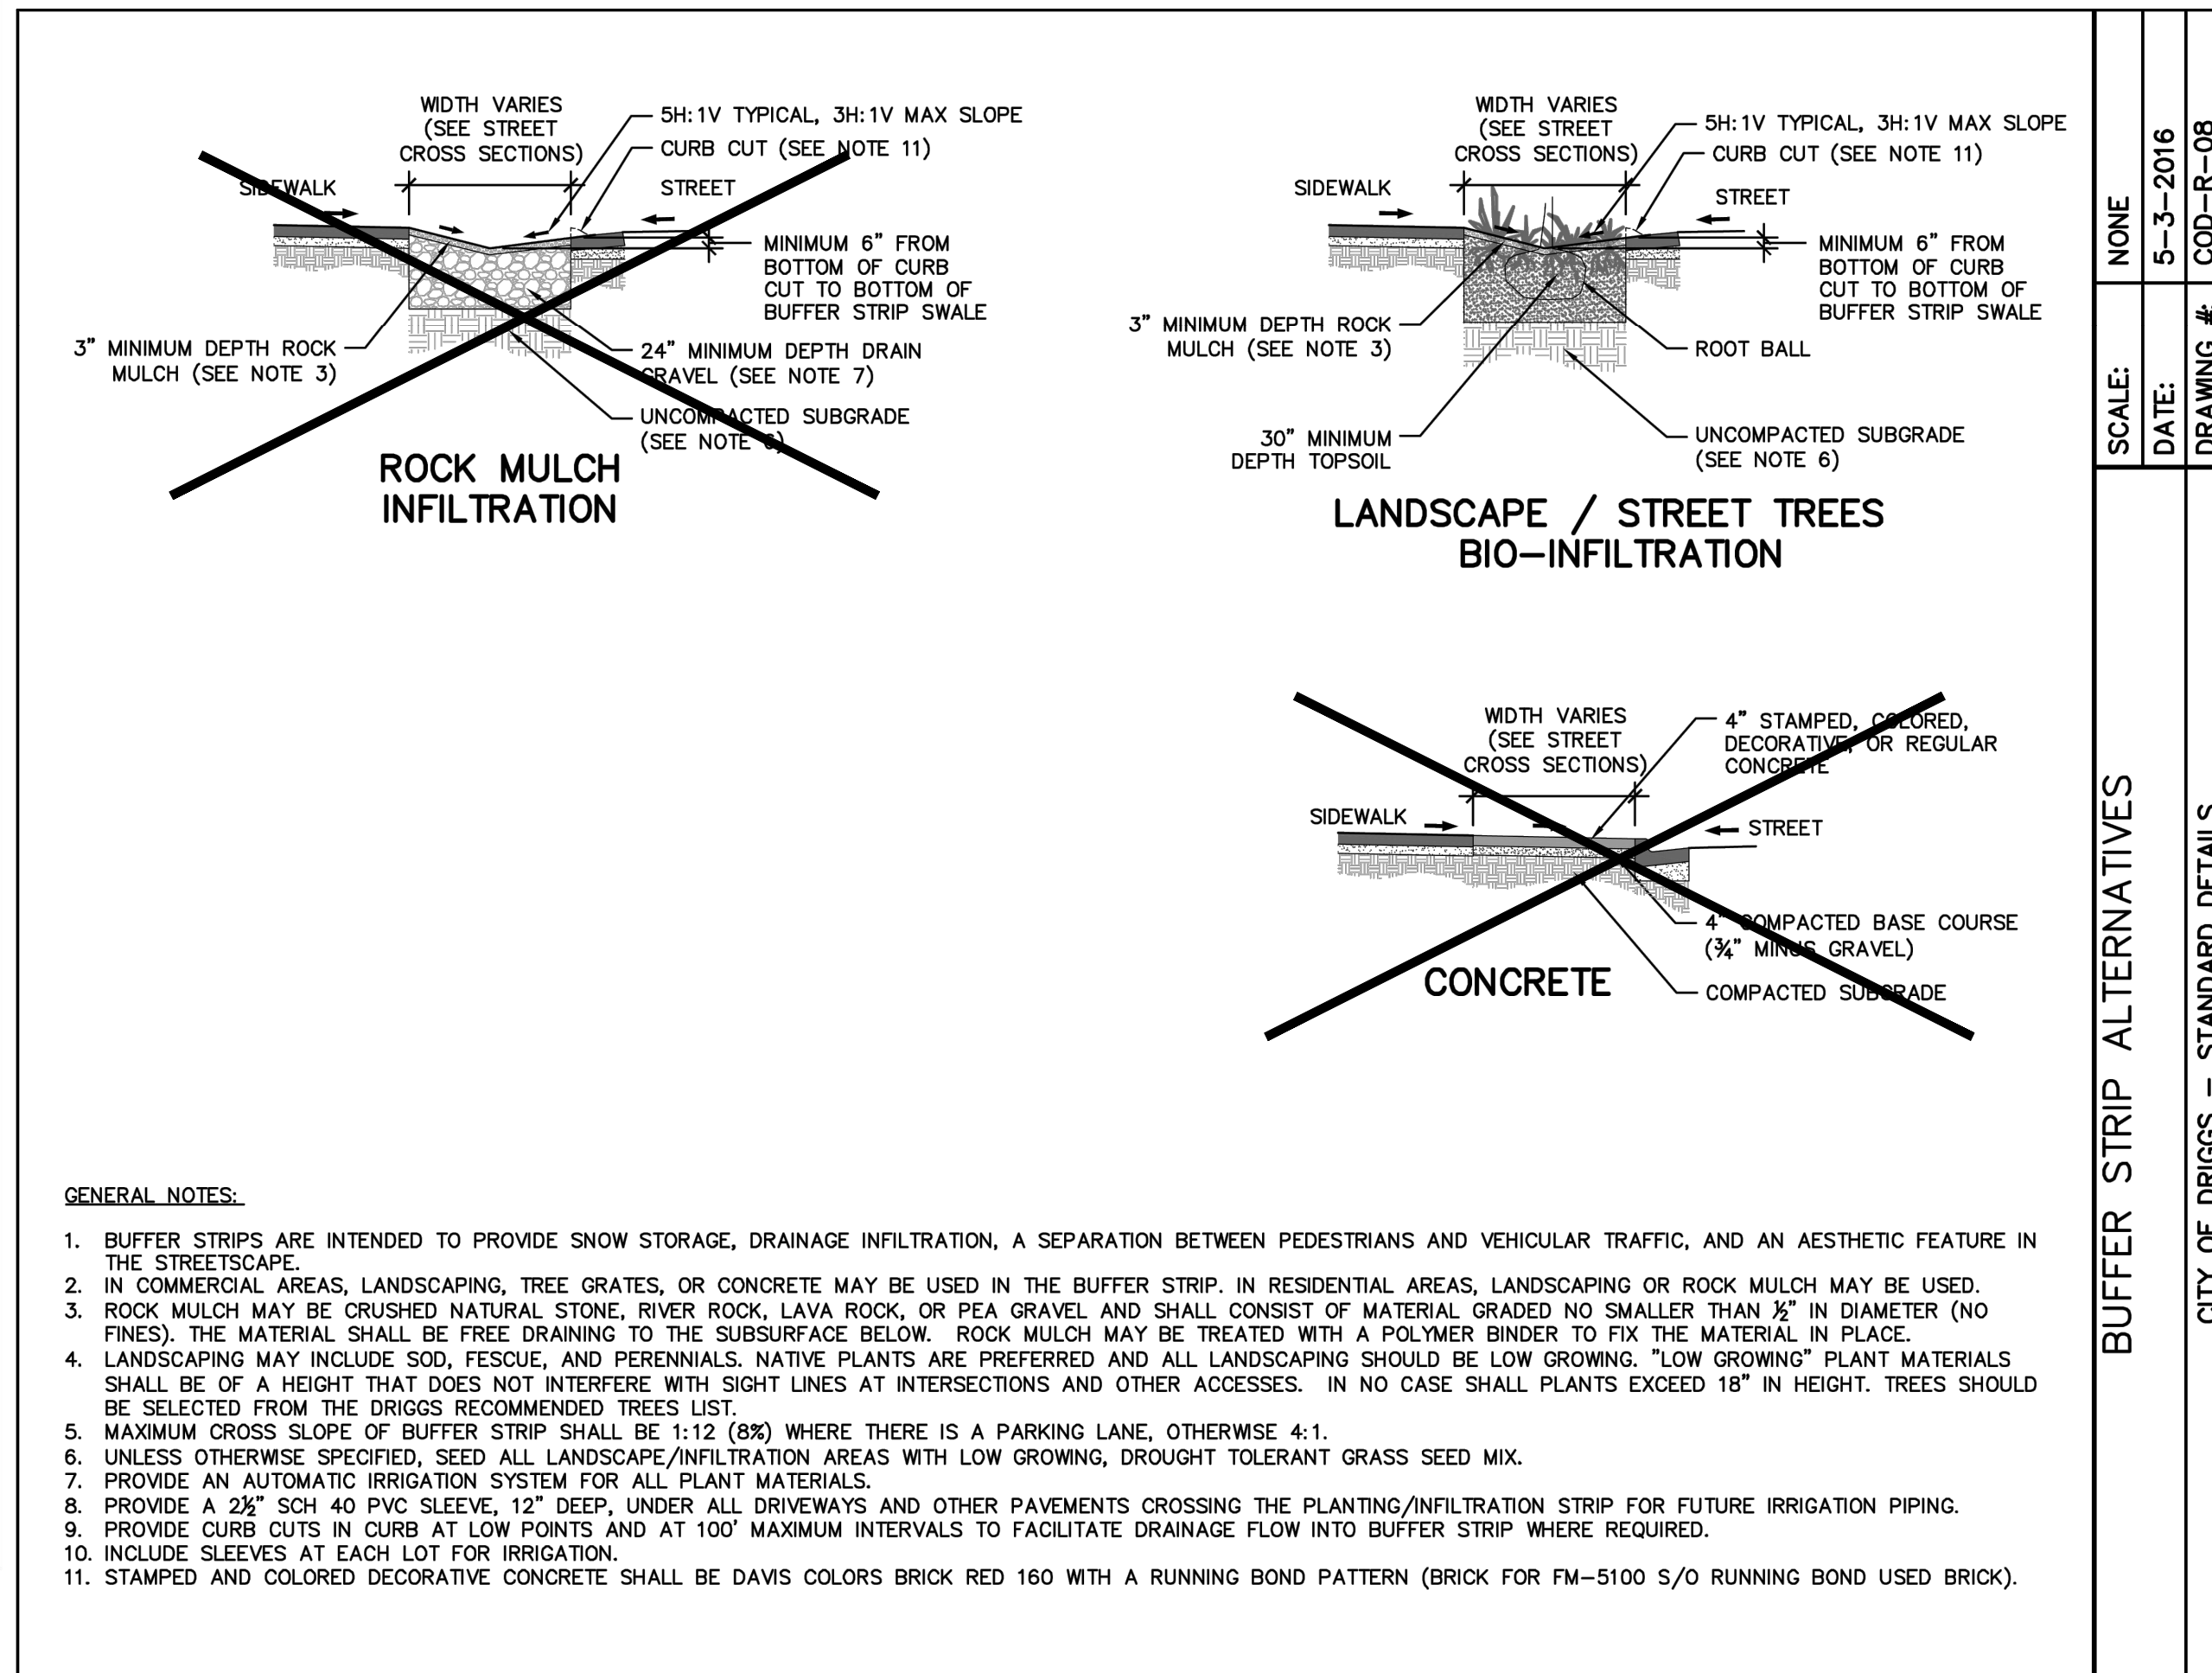 WIDTH VARIES
(SEE STREET
CROSS SECTIONS)
5H:1V TYPICAL, 3H:1V MAX SLOPE
CURB CUT (SEE NOTE 11)
SIDEWALK
STREET
MINIMUM 6" FROM
BOTTOM OF CURB
CUT TO BOTTOM OF
BUFFER STRIP SWALE
3" MINIMUM DEPTH ROCK
MULCH (SEE NOTE 3)
24" MINIMUM DEPTH DRAIN
GRAVEL (SEE NOTE 7)
UNCOMPACTED SUBGRADE
(SEE NOTE 6)
ROCK MULCH
INFILTRATION
WIDTH VARIES
(SEE STREET
CROSS SECTIONS)
5H:1V TYPICAL, 3H:1V MAX SLOPE
CURB CUT (SEE NOTE 11)
SIDEWALK
STREET
MINIMUM 6" FROM
BOTTOM OF CURB
CUT TO BOTTOM OF
BUFFER STRIP SWALE
3" MINIMUM DEPTH ROCK
MULCH (SEE NOTE 3)
ROOT BALL
30" MINIMUM
DEPTH TOPSOIL
UNCOMPACTED SUBGRADE
(SEE NOTE 6)
LANDSCAPE / STREET TREES
BIO-INFILTRATION
WIDTH VARIES
(SEE STREET
CROSS SECTIONS)
4" STAMPED, COLORED,
DECORATIVE, OR REGULAR
CONCRETE
SIDEWALK
STREET
4" COMPACTED BASE COURSE
(¾" MINUS GRAVEL)
COMPACTED SUBGRADE
CONCRETE
GENERAL NOTES:
1. BUFFER STRIPS ARE INTENDED TO PROVIDE SNOW STORAGE, DRAINAGE INFILTRATION, A SEPARATION BETWEEN PEDESTRIANS AND VEHICULAR TRAFFIC, AND AN AESTHETIC FEATURE IN
THE STREETSCAPE.
2. IN COMMERCIAL AREAS, LANDSCAPING, TREE GRATES, OR CONCRETE MAY BE USED IN THE BUFFER STRIP. IN RESIDENTIAL AREAS, LANDSCAPING OR ROCK MULCH MAY BE USED.
3. ROCK MULCH MAY BE CRUSHED NATURAL STONE, RIVER ROCK, LAVA ROCK, OR PEA GRAVEL AND SHALL CONSIST OF MATERIAL GRADED NO SMALLER THAN ½" IN DIAMETER (NO
FINES). THE MATERIAL SHALL BE FREE DRAINING TO THE SUBSURFACE BELOW. ROCK MULCH MAY BE TREATED WITH A POLYMER BINDER TO FIX THE MATERIAL IN PLACE.
4. LANDSCAPING MAY INCLUDE SOD, FESCUE, AND PERENNIALS. NATIVE PLANTS ARE PREFERRED AND ALL LANDSCAPING SHOULD BE LOW GROWING. "LOW GROWING" PLANT MATERIALS
SHALL BE OF A HEIGHT THAT DOES NOT INTERFERE WITH SIGHT LINES AT INTERSECTIONS AND OTHER ACCESSES. IN NO CASE SHALL PLANTS EXCEED 18" IN HEIGHT. TREES SHOULD
BE SELECTED FROM THE DRIGGS RECOMMENDED TREES LIST.
5. MAXIMUM CROSS SLOPE OF BUFFER STRIP SHALL BE 1:12 (8%) WHERE THERE IS A PARKING LANE, OTHERWISE 4:1.
6. UNLESS OTHERWISE SPECIFIED, SEED ALL LANDSCAPE/INFILTRATION AREAS WITH LOW GROWING, DROUGHT TOLERANT GRASS SEED MIX.
7. PROVIDE AN AUTOMATIC IRRIGATION SYSTEM FOR ALL PLANT MATERIALS.
8. PROVIDE A 2½" SCH 40 PVC SLEEVE, 12" DEEP, UNDER ALL DRIVEWAYS AND OTHER PAVEMENTS CROSSING THE PLANTING/INFILTRATION STRIP FOR FUTURE IRRIGATION PIPING.
9. PROVIDE CURB CUTS IN CURB AT LOW POINTS AND AT 100' MAXIMUM INTERVALS TO FACILITATE DRAINAGE FLOW INTO BUFFER STRIP WHERE REQUIRED.
10. INCLUDE SLEEVES AT EACH LOT FOR IRRIGATION.
11. STAMPED AND COLORED DECORATIVE CONCRETE SHALL BE DAVIS COLORS BRICK RED 160 WITH A RUNNING BOND PATTERN (BRICK FOR FM-5100 S/O RUNNING BOND USED BRICK).
SCALE: NONE
DATE: 5-3-2016
DRAWING #: COD-R-08
BUFFER STRIP ALTERNATIVES
CITY OF DRIGGS - STANDARD DETAILS